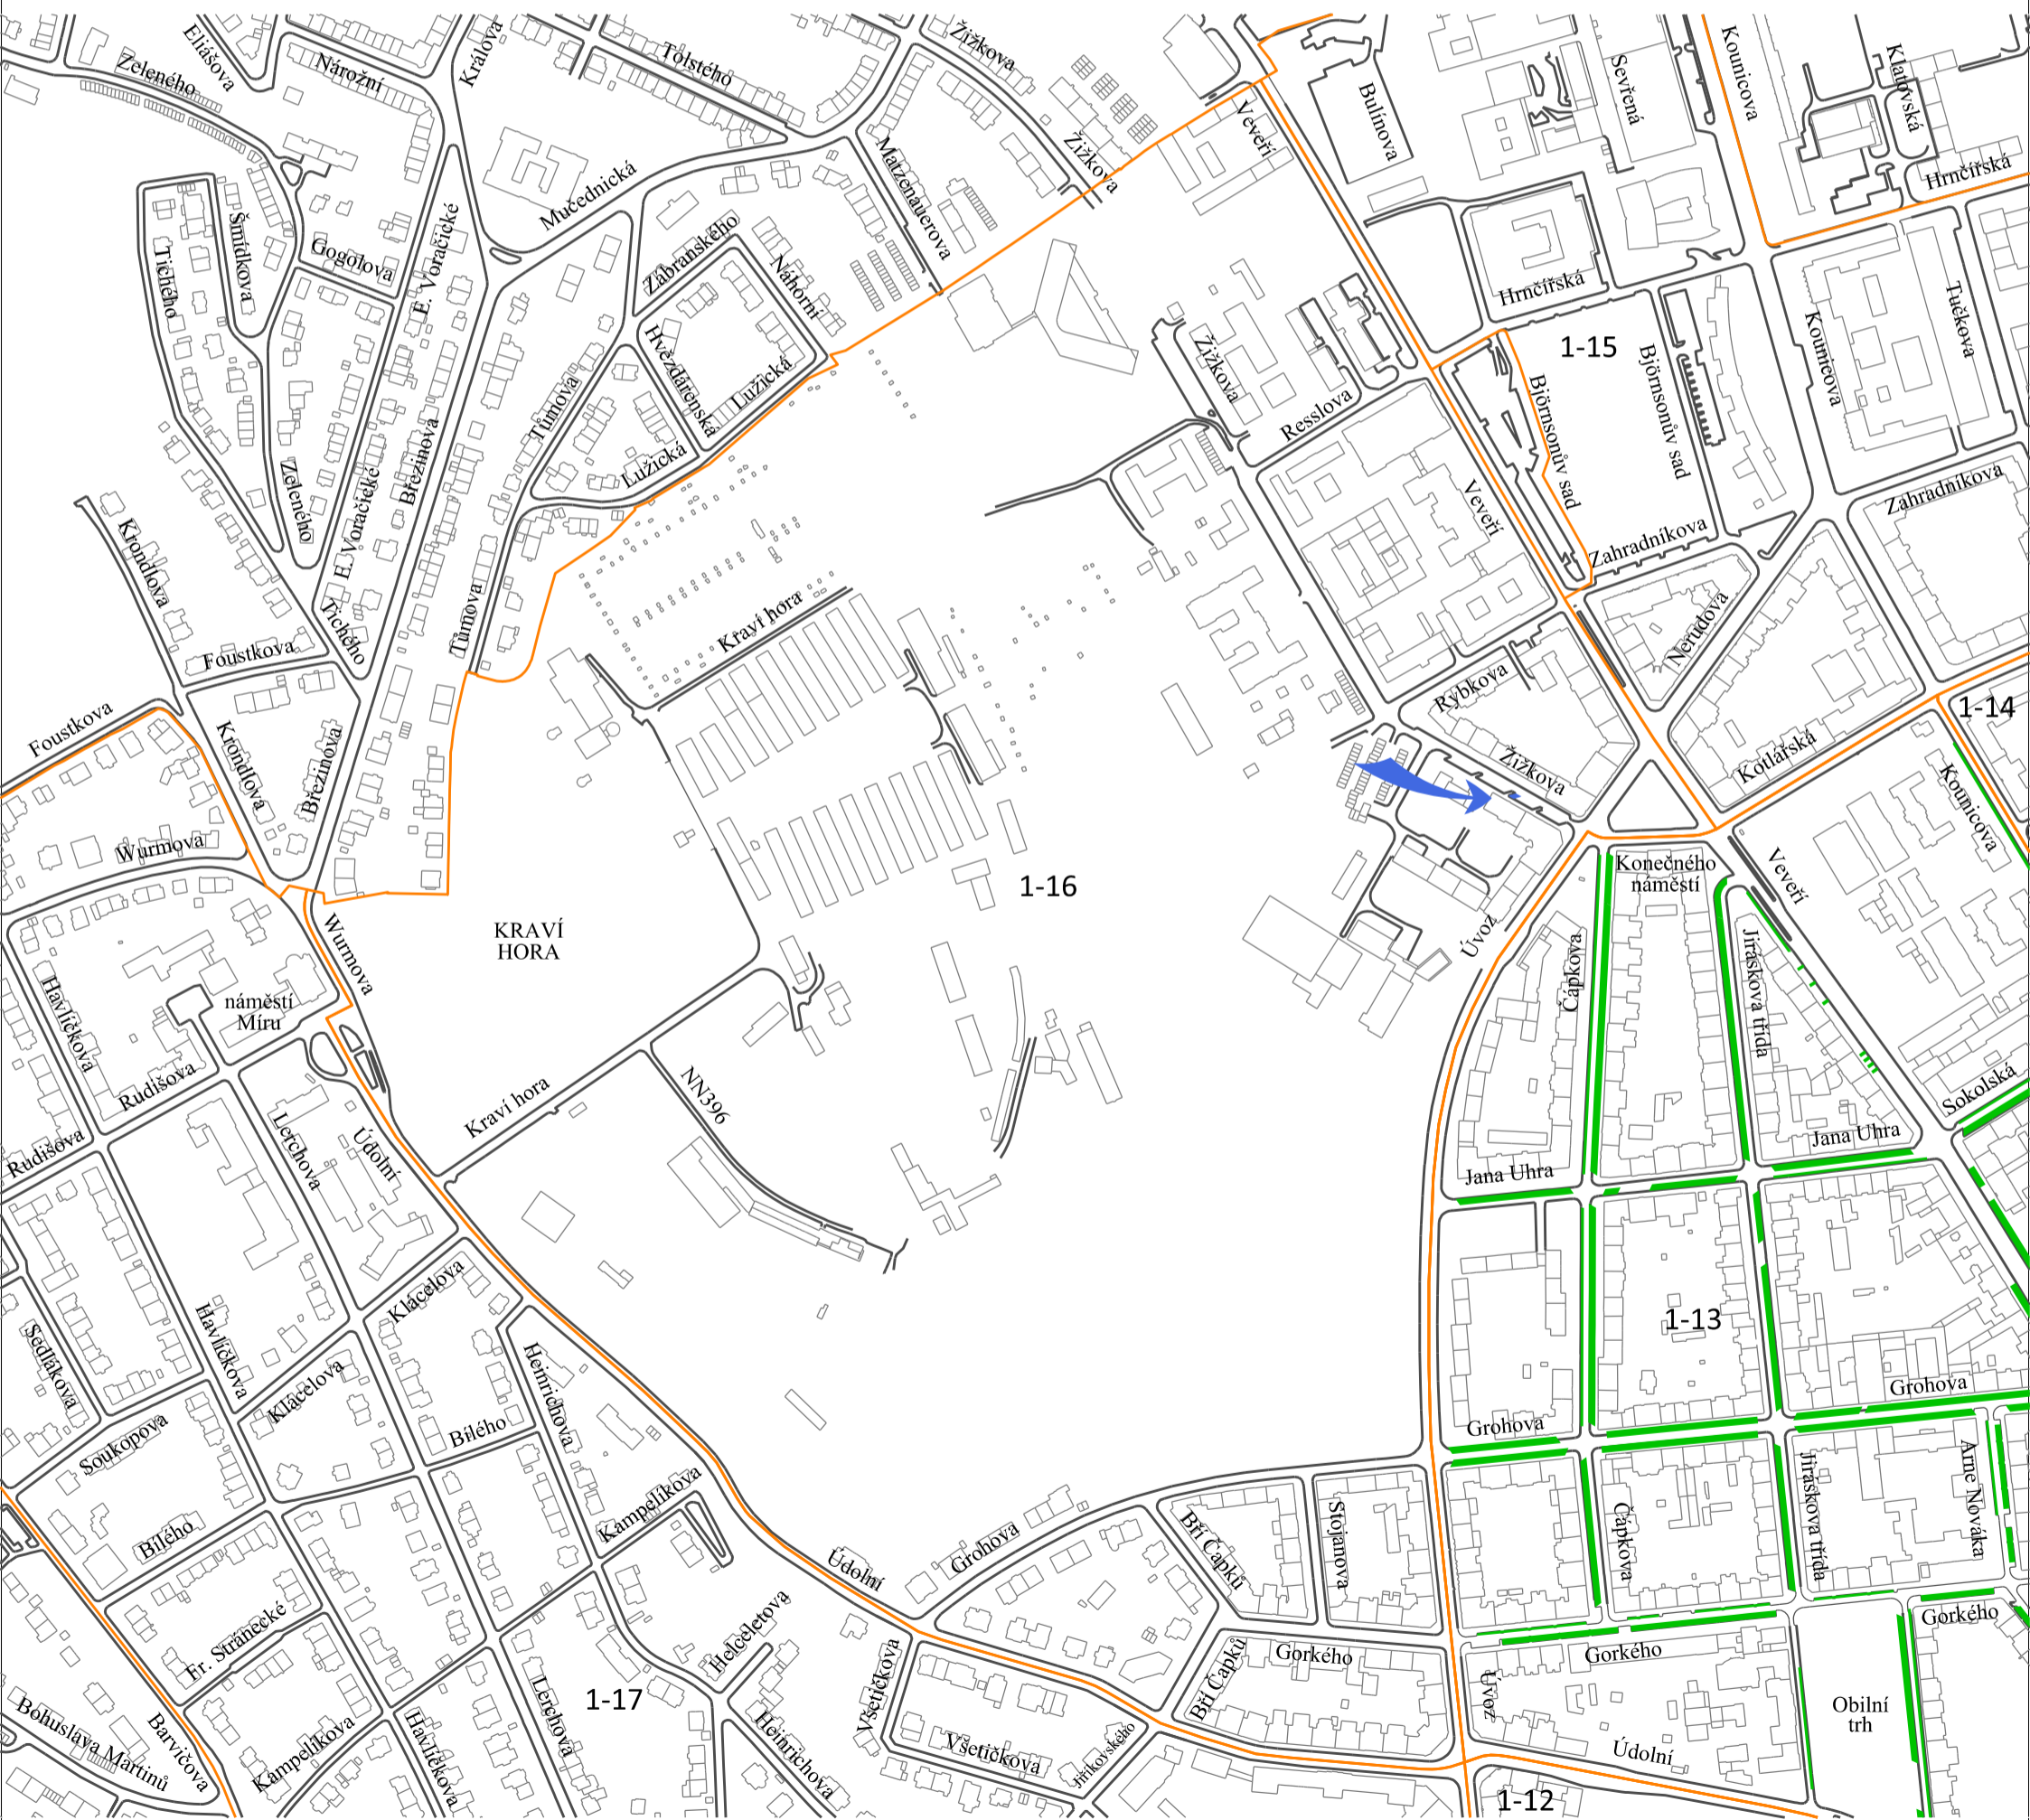 Eliášova
Nárožní
Králova
Tolstého
Žižkova
Kounicova
Klatovská
Zeleného
Sevřená
Bulínova
Veveří
Žižkova
Matzenauerova
Hrnčířská
Mučednická
Šmídkova
E. Voračické
Gogolova
Zábranského
Náhorní
Tichého
Hrnčířská
Tučkova
Kounicova
1-15
Björnsonův sad
Björnsonův sad
Žižkova
Hvězdárenská
Lužická
Tůmova
Resslova
Březinova
Lužická
Zeleného
E. Voračické
Veveří
Zahradníkova
Zahradníkova
Krondlova
Tichého
Tůmova
Kraví hora
Nerudova
Foustkova
Rybkova
Foustkova
Krondlova
Březinova
Žižkova
Kotlářská
1-14
Kounicova
Wurmova
Konečného
náměstí
Veveří
1-16
KRAVÍ
HORA
Wurmova
Úvoz
Čápkova
Jiráskova třída
náměstí
Míru
Havlíčkova
Rudišova
Rudišova
Lerchova
Údolní
Kraví hora
NN396
Sokolská
Jana Uhra
Jana Uhra
Klácelova
1-13
Havlíčkova
Sedlákova
Heinrichova
Klácelova
Grohova
Grohova
Soukopova
Bílého
Kampelíkova
Bílého
Údolní
Grohova
Bří Čapků
Stojanova
Čápkova
Jiráskova třída
Arne Nováka
Fr. Stránecké
Helceletova
Všetičkova
Bří Čapků
Gorkého
Gorkého
Gorkého
Úvoz
Lerchova
1-17
Obilní
trh
Bohuslava Martinů
Barvičova
Kampelíkova
Havlíčkova
Heinrichova
Všetičkova
Jiříkovského
Údolní
1-12